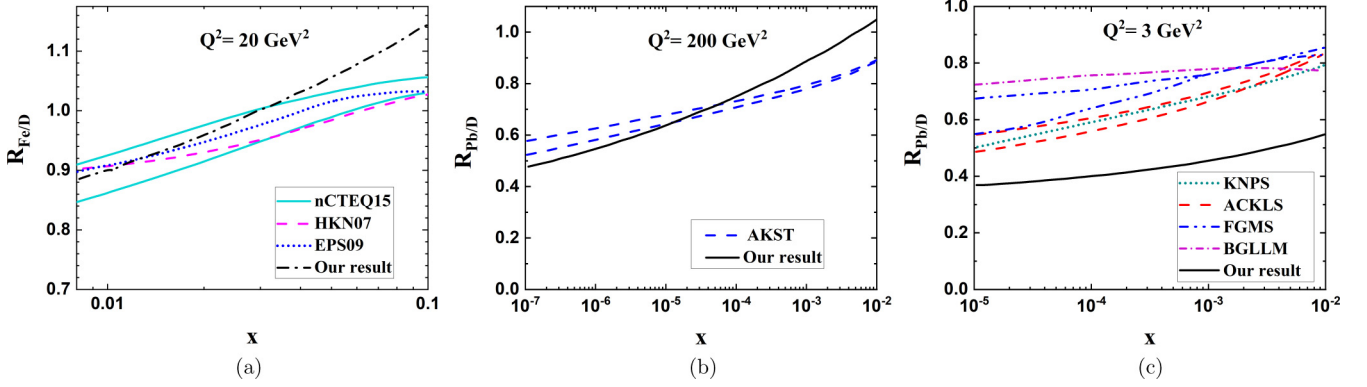 Q²= 20 GeV²
1.1
1.0
0.9
0.8
0.7
R_Fe/D
nCTEQ15
HKN07
EPS09
Our result
0.01
0.1
x
(a)
Q²= 200 GeV²
1.0
0.8
0.6
0.4
0.2
0.0
R_Pb/D
AKST
Our result
10⁻⁷
10⁻⁶
10⁻⁵
10⁻⁴
10⁻³
10⁻²
x
(b)
Q²= 3 GeV²
1.0
0.8
0.6
0.4
0.2
0.0
R_Pb/D
KNPS
ACKLS
FGMS
BGLLM
Our result
10⁻⁵
10⁻⁴
10⁻³
10⁻²
x
(c)